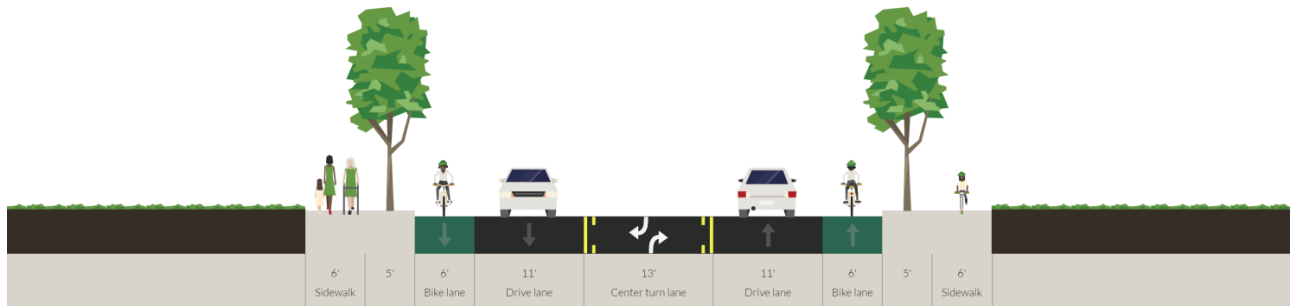 6' 5' 6' 11' 13' 11' 6' 5' 6'
Sidewalk Bike lane Drive lane Center turn lane Drive lane Bike lane Sidewalk